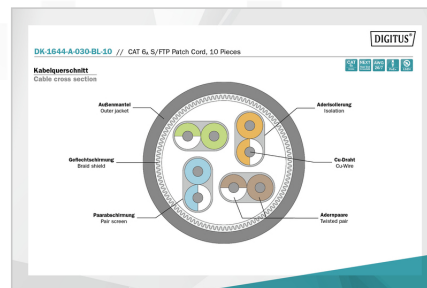 DIGITUS®
DK-1644-A-030-BL-10 // CAT 6A S/FTP Patch Cord, 10 Pieces
Kabelquerschnitt
Cable cross section
Außenmantel
Outer jacket
Aderisolierung
Isolation
Geflechtschirmung
Braid shield
Cu-Draht
Cu-Wire
Paarabschirmung
Pair screen
Adernpaare
Twisted pair